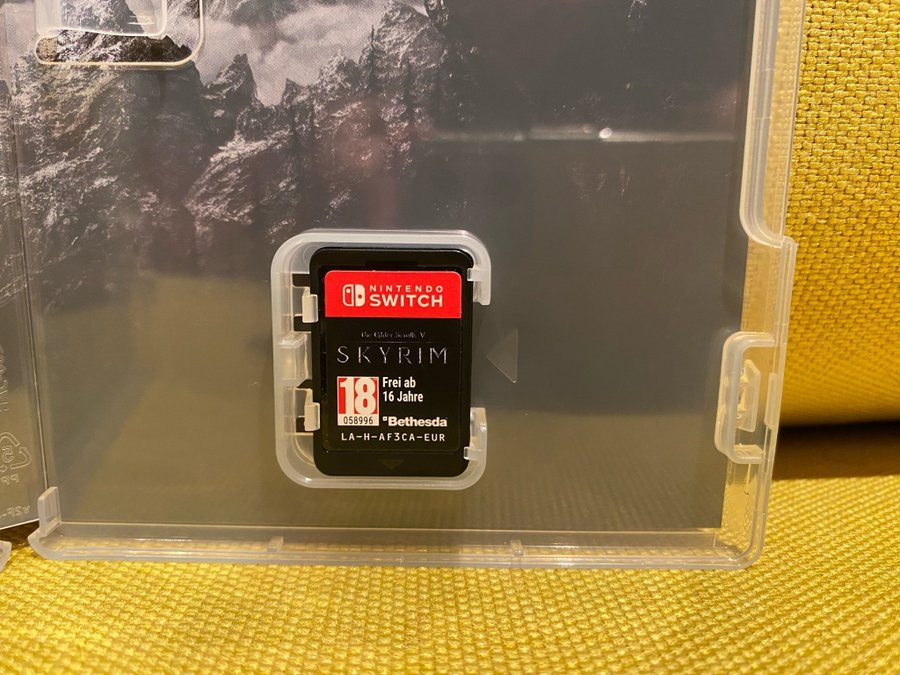 NINTENDO
SWITCH
the Elder Scrolls V
SKYRIM
18
Frei ab
16 Jahre
058996
Bethesda
LA-H-AF3CA-EUR